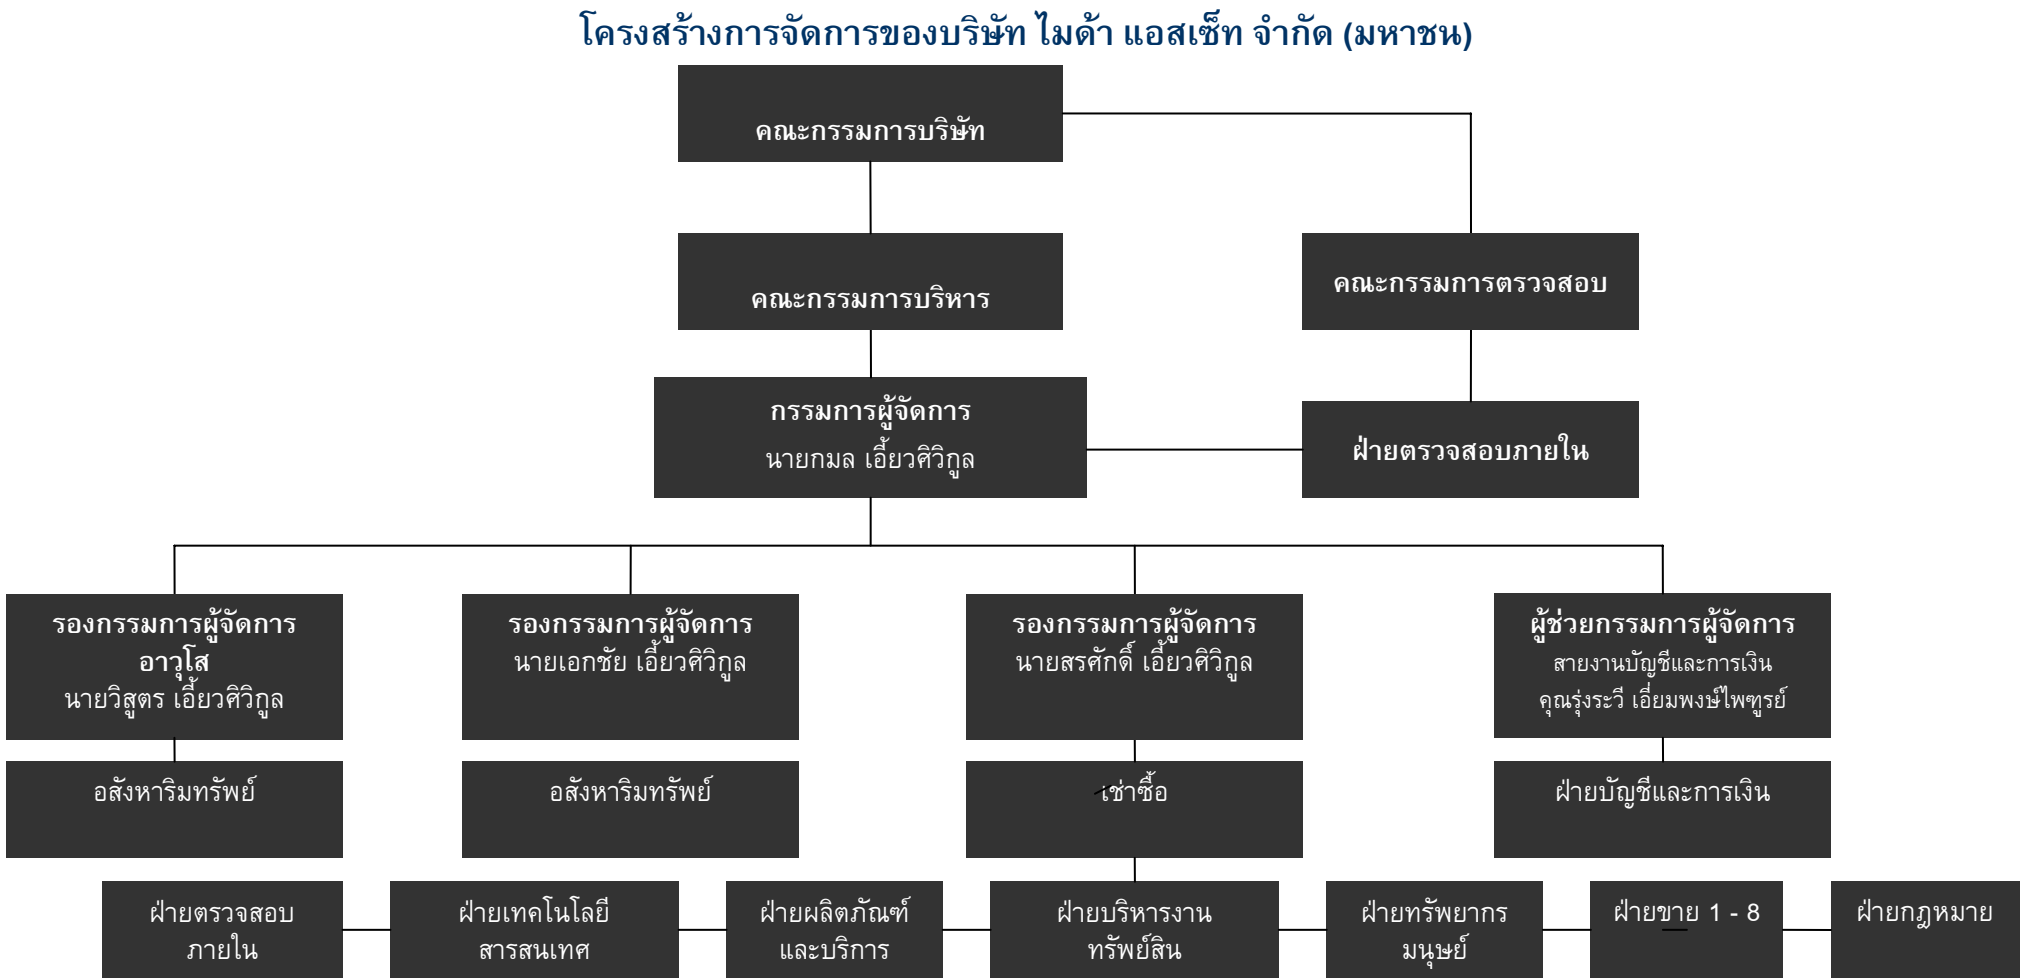 โครงสร้างการจัดการของบริษัท ไมด้า แอสเซ็ท จำกัด (มหาชน)
คณะกรรมการบริษัท
คณะกรรมการบริหาร
คณะกรรมการตรวจสอบ
กรรมการผู้จัดการ
นายกมล เอี้ยวศิวิกูล
ฝ่ายตรวจสอบภายใน
รองกรรมการผู้จัดการ
อาวุโส
นายวิสูตร เอี้ยวศิวิกูล
รองกรรมการผู้จัดการ
นายเอกชัย เอี้ยวศิวิกูล
รองกรรมการผู้จัดการ
นายสรศักดิ์ เอี้ยวศิวิกูล
ผู้ช่วยกรรมการผู้จัดการ
สายงานบัญชีและการเงิน
คุณรุ่งระวี เอี่ยมพงษ์ไพฑูรย์
อสังหาริมทรัพย์
อสังหาริมทรัพย์
เช่าซื้อ
ฝ่ายบัญชีและการเงิน
ฝ่ายตรวจสอบ
ภายใน
ฝ่ายเทคโนโลยี
สารสนเทศ
ฝ่ายผลิตภัณฑ์
และบริการ
ฝ่ายบริหารงาน
ทรัพย์สิน
ฝ่ายทรัพยากร
มนุษย์
ฝ่ายขาย 1 - 8
ฝ่ายกฎหมาย